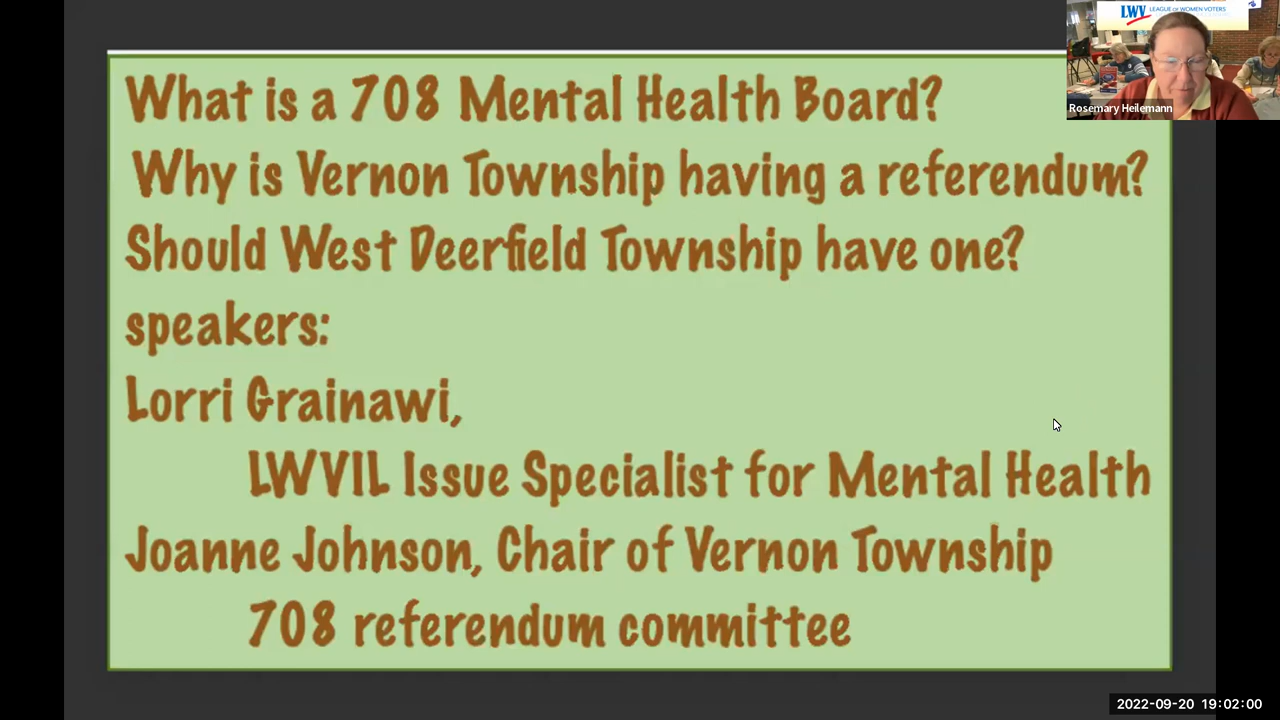 What is a 708 Mental Health Board?
Why is Vernon Township having a referendum?
Should West Deerfield Township have one?
speakers:
Lorri Grainawi,
LWVIL Issue Specialist for Mental Health
Joanne Johnson, Chair of Vernon Township
708 referendum committee
LWV LEAGUE OF WOMEN VOTERS
Rosemary Heilemann
2022-09-20 19:02:00